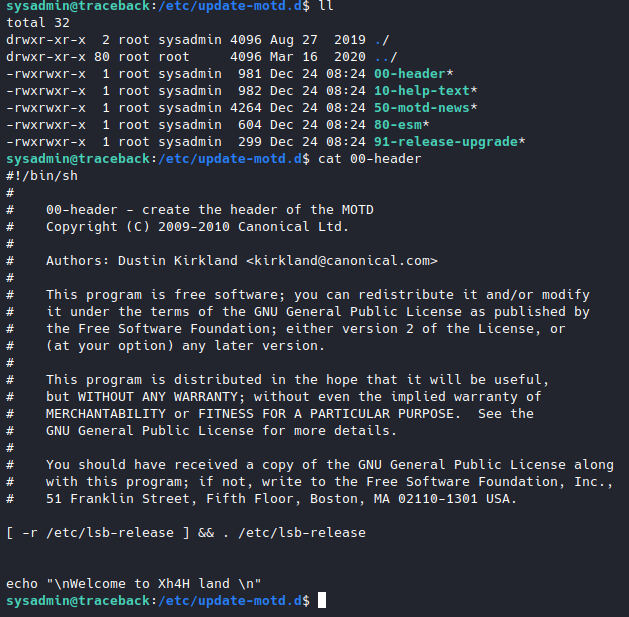 sysadmin@traceback:/etc/update-motd.d$ ll
total 32
drwxr-xr-x  2 root sysadmin 4096 Aug 27  2019 ./
drwxr-xr-x 80 root root     4096 Mar 16  2020 ../
-rwxrwxr-x  1 root sysadmin  981 Dec 24 08:24 00-header*
-rwxrwxr-x  1 root sysadmin  982 Dec 24 08:24 10-help-text*
-rwxrwxr-x  1 root sysadmin 4264 Dec 24 08:24 50-motd-news*
-rwxrwxr-x  1 root sysadmin  604 Dec 24 08:24 80-esm*
-rwxrwxr-x  1 root sysadmin  299 Dec 24 08:24 91-release-upgrade*
sysadmin@traceback:/etc/update-motd.d$ cat 00-header
#!/bin/sh
#
#    00-header - create the header of the MOTD
#    Copyright (C) 2009-2010 Canonical Ltd.
#
#    Authors: Dustin Kirkland <kirkland@canonical.com>
#
#    This program is free software; you can redistribute it and/or modify
#    it under the terms of the GNU General Public License as published by
#    the Free Software Foundation; either version 2 of the License, or
#    (at your option) any later version.
#
#    This program is distributed in the hope that it will be useful,
#    but WITHOUT ANY WARRANTY; without even the implied warranty of
#    MERCHANTABILITY or FITNESS FOR A PARTICULAR PURPOSE.  See the
#    GNU General Public License for more details.
#
#    You should have received a copy of the GNU General Public License along
#    with this program; if not, write to the Free Software Foundation, Inc.,
#    51 Franklin Street, Fifth Floor, Boston, MA 02110-1301 USA.
[ -r /etc/lsb-release ] && . /etc/lsb-release
echo "\nWelcome to Xh4H land \n"
sysadmin@traceback:/etc/update-motd.d$